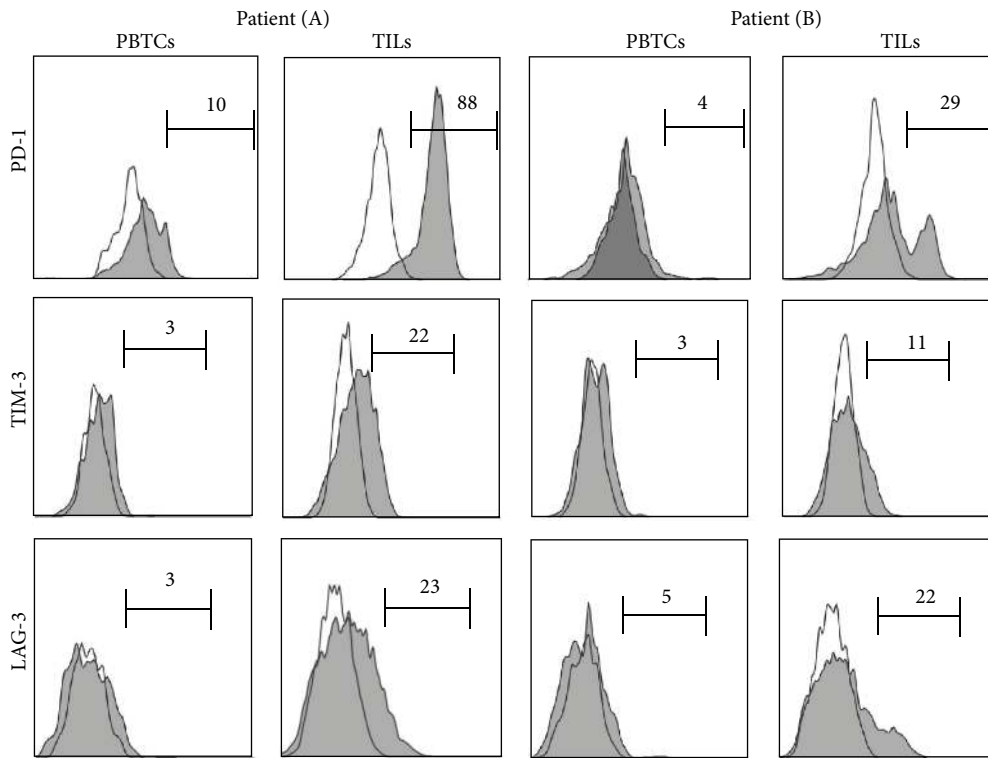 Patient (A) Patient (B)
PBTCs TILs PBTCs TILs
PD-1 10 88 4 29
TIM-3 3 22 3 11
LAG-3 3 23 5 22